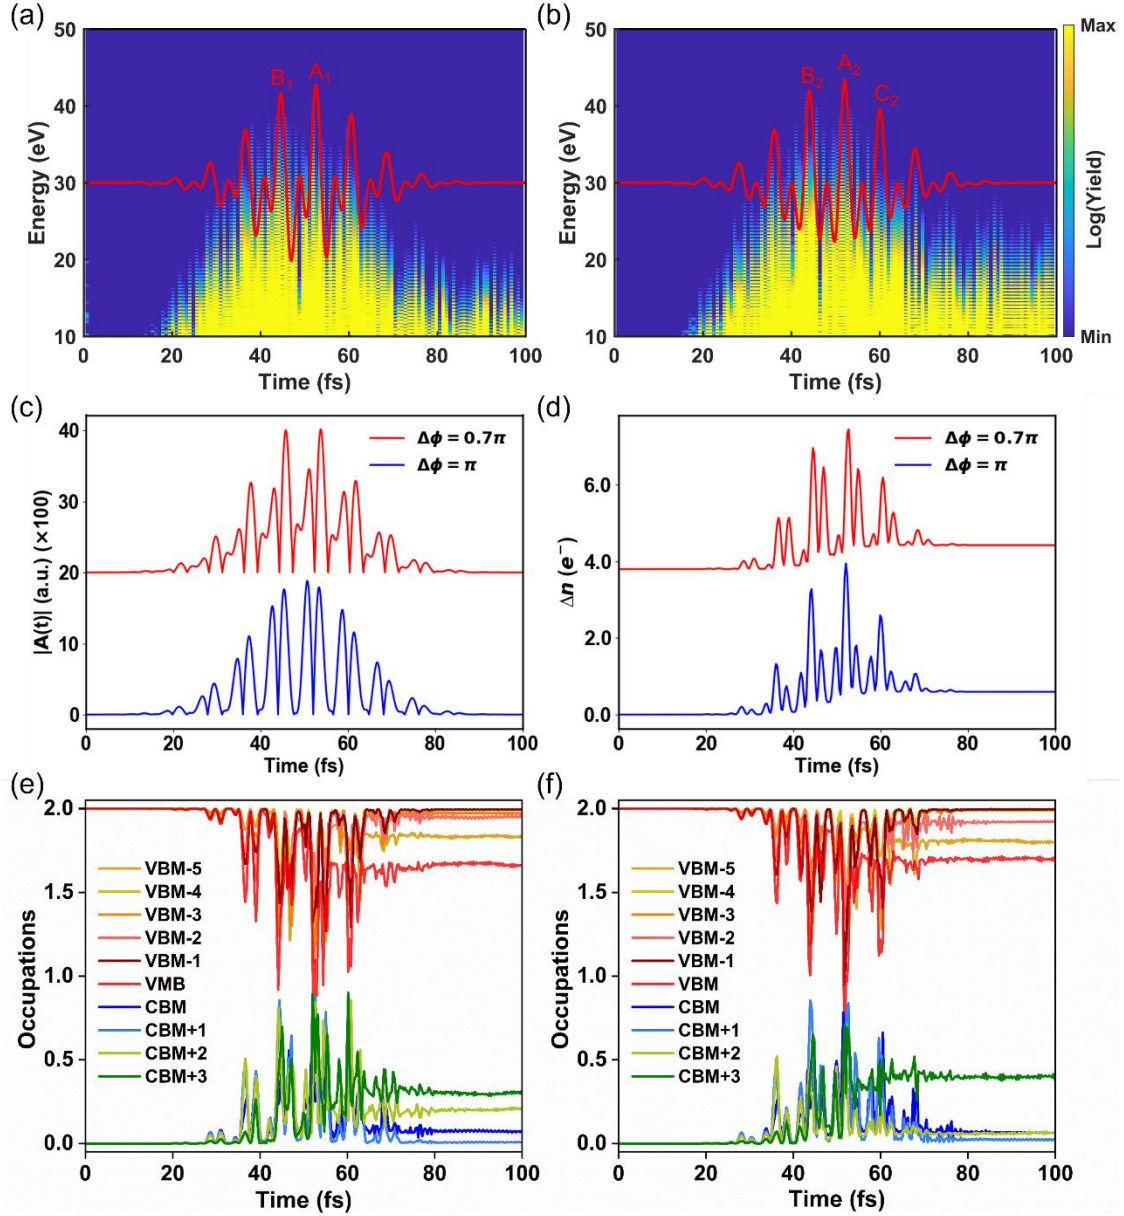 (a)
50
40
30
20
10
Energy (eV)
B1
A1
0 20 40 60 80 100
Time (fs)
(b)
50
40
30
20
10
Energy (eV)
B2
A2
C2
0 20 40 60 80 100
Time (fs)
Max
Log(Yield)
Min
(c)
40
30
20
10
0
|A(t)| (a.u.) (×100)
Δϕ = 0.7π
Δϕ = π
0 20 40 60 80 100
Time (fs)
(d)
6.0
4.0
2.0
0.0
Δn (e⁻)
Δϕ = 0.7π
Δϕ = π
0 20 40 60 80 100
Time (fs)
(e)
2.0
1.5
1.0
0.5
0.0
Occupations
VBM-5
VBM-4
VBM-3
VBM-2
VBM-1
VMB
CBM
CBM+1
CBM+2
CBM+3
0 20 40 60 80 100
Time (fs)
(f)
2.0
1.5
1.0
0.5
0.0
Occupations
VBM-5
VBM-4
VBM-3
VBM-2
VBM-1
VBM
CBM
CBM+1
CBM+2
CBM+3
0 20 40 60 80 100
Time (fs)